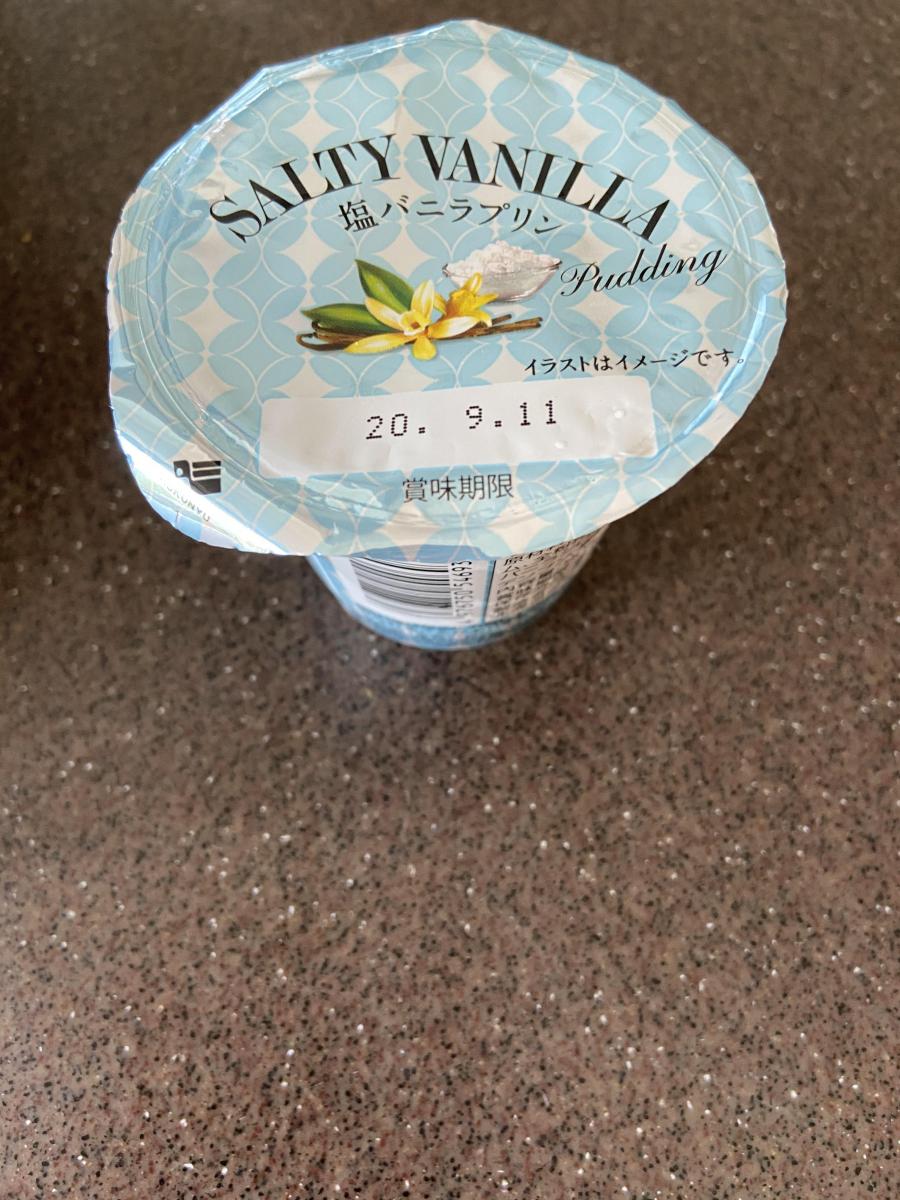 SALTY VANILLA
塩バニラプリン
Pudding
イラストはイメージです。
20. 9.11
賞味期限